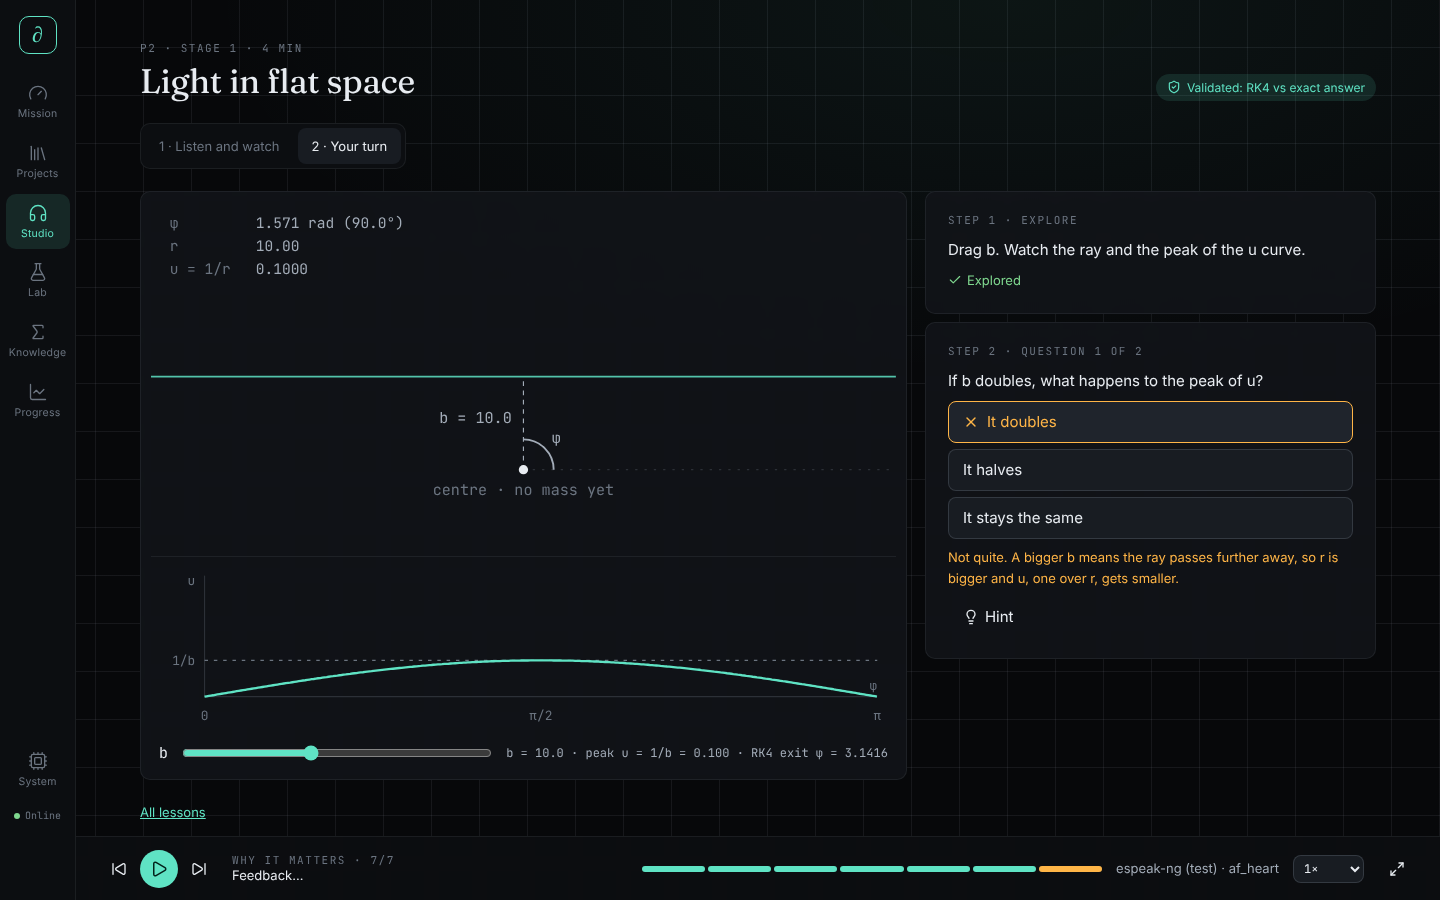 ∂
Mission
Projects
Studio
Lab
Knowledge
Progress
System
Online
P2 · STAGE 1 · 4 MIN
Light in flat space
Validated: RK4 vs exact answer
1 · Listen and watch
2 · Your turn
φ 1.571 rad (90.0°)
r 10.00
u = 1/r 0.1000
b = 10.0
φ
centre · no mass yet
u
1/b
φ
0 π/2 π
b
b = 10.0 · peak u = 1/b = 0.100 · RK4 exit φ = 3.1416
STEP 1 · EXPLORE
Drag b. Watch the ray and the peak of the u curve.
Explored
STEP 2 · QUESTION 1 OF 2
If b doubles, what happens to the peak of u?
It doubles
It halves
It stays the same
Not quite. A bigger b means the ray passes further away, so r is
bigger and u, one over r, gets smaller.
Hint
All lessons
WHY IT MATTERS · 7/7
Feedback...
espeak-ng (test) · af_heart
1×